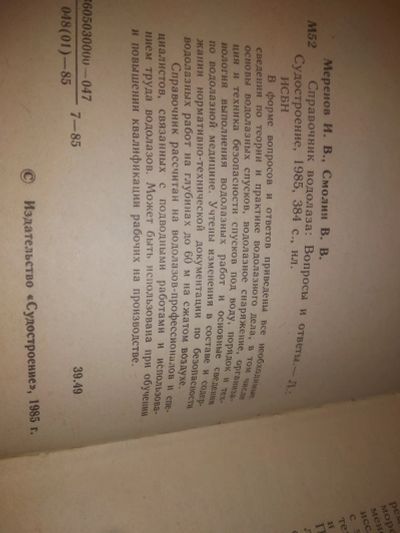 Меренов И. В., Смолин В. В.
М52 Справочник водолаза: Вопросы и ответы.— Л.:
Судостроение, 1985, 384 с., ил.
ИСБН
В форме вопросов и ответов приведены все необходимые
сведения по теории и практике водолазного дела, в том числе
основы водолазных спусков, водолазное снаряжение, организа-
ция и техника безопасности спусков под воду, порядок и тех-
нология выполнения водолазных работ и основные сведения
по водолазной медицине. Учтены изменения в составе и содер-
жании нормативно-технической документации по безопасности
водолазных работ на глубинах до 60 м на сжатом воздухе.
Справочник рассчитан на водолазов-профессионалов и спе-
циалистов, связанных с подводными работами и использова-
нием труда водолазов. Может быть использована при обучении
и повышении квалификации рабочих на производстве.
3605030000—047
048(01)—85
7—85
39.49
© Издательство «Судостроение», 1985 г.